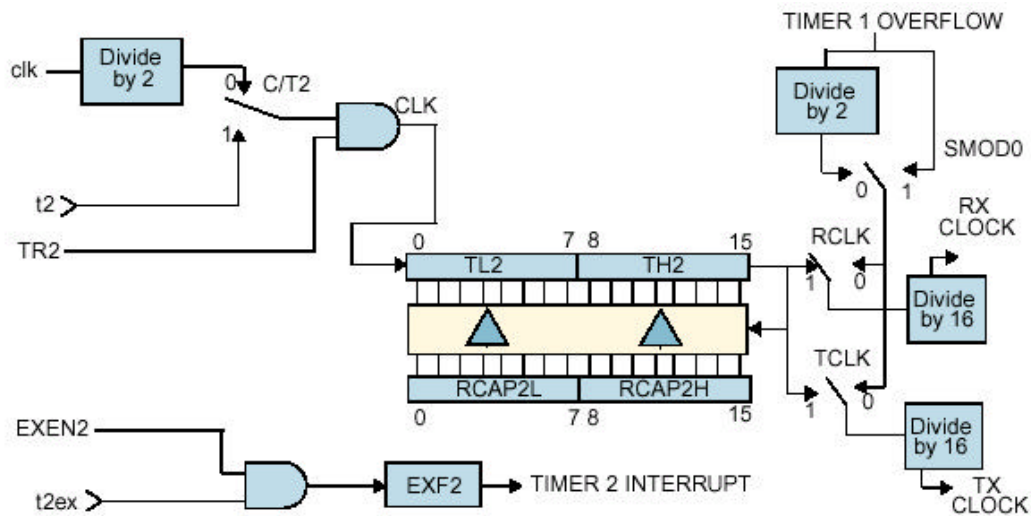 TIMER 1 OVERFLOW
clk
Divide
by 2
0
C/T2
1
CLK
t2
TR2
Divide
by 2
SMOD0
0
1
RX
CLOCK
0
7
8
15
TL2
TH2
RCLK
1
0
Divide
by 16
RCAP2L
RCAP2H
0
7
8
15
TCLK
1
0
Divide
by 16
TX
CLOCK
EXEN2
t2ex
EXF2
TIMER 2 INTERRUPT